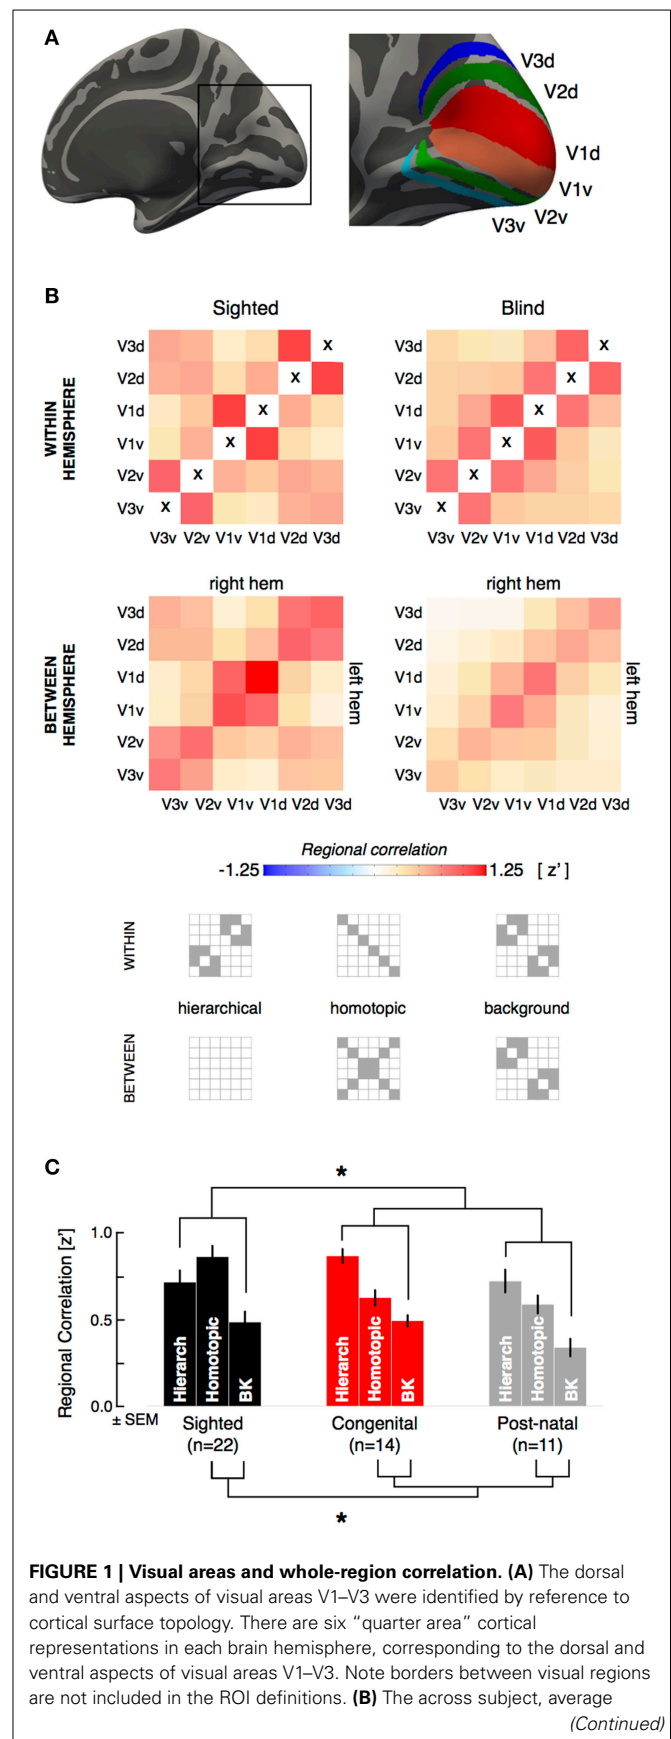 A
V3d
V2d
V1d
V1v
V2v
V3v
B
Sighted Blind
WITHIN
HEMISPHERE
V3d x V3d x
V2d x V2d x
V1d x V1d x
V1v x V1v x
V2v x V2v x
V3v x V3v x
V3v V2v V1v V1d V2d V3d V3v V2v V1v V1d V2d V3d
right hem right hem
BETWEEN
HEMISPHERE
V3d V3d
V2d V2d
V1d V1d
V1v V1v
V2v V2v
V3v V3v
left hem left hem
V3v V2v V1v V1d V2d V3d V3v V2v V1v V1d V2d V3d
Regional correlation
-1.25 1.25 [ z' ]
WITHIN
hierarchical homotopic background
BETWEEN
C
*
Regional Correlation [z']
1.0
0.5
0.0
± SEM
Hierarch Homotopic BK
Hierarch Homotopic BK
Hierarch Homotopic BK
Sighted Congenital Post-natal
(n=22) (n=14) (n=11)
*
FIGURE 1 | Visual areas and whole-region correlation. (A) The dorsal
and ventral aspects of visual areas V1–V3 were identified by reference to
cortical surface topology. There are six “quarter area” cortical
representations in each brain hemisphere, corresponding to the dorsal and
ventral aspects of visual areas V1–V3. Note borders between visual regions
are not included in the ROI definitions. (B) The across subject, average
(Continued)